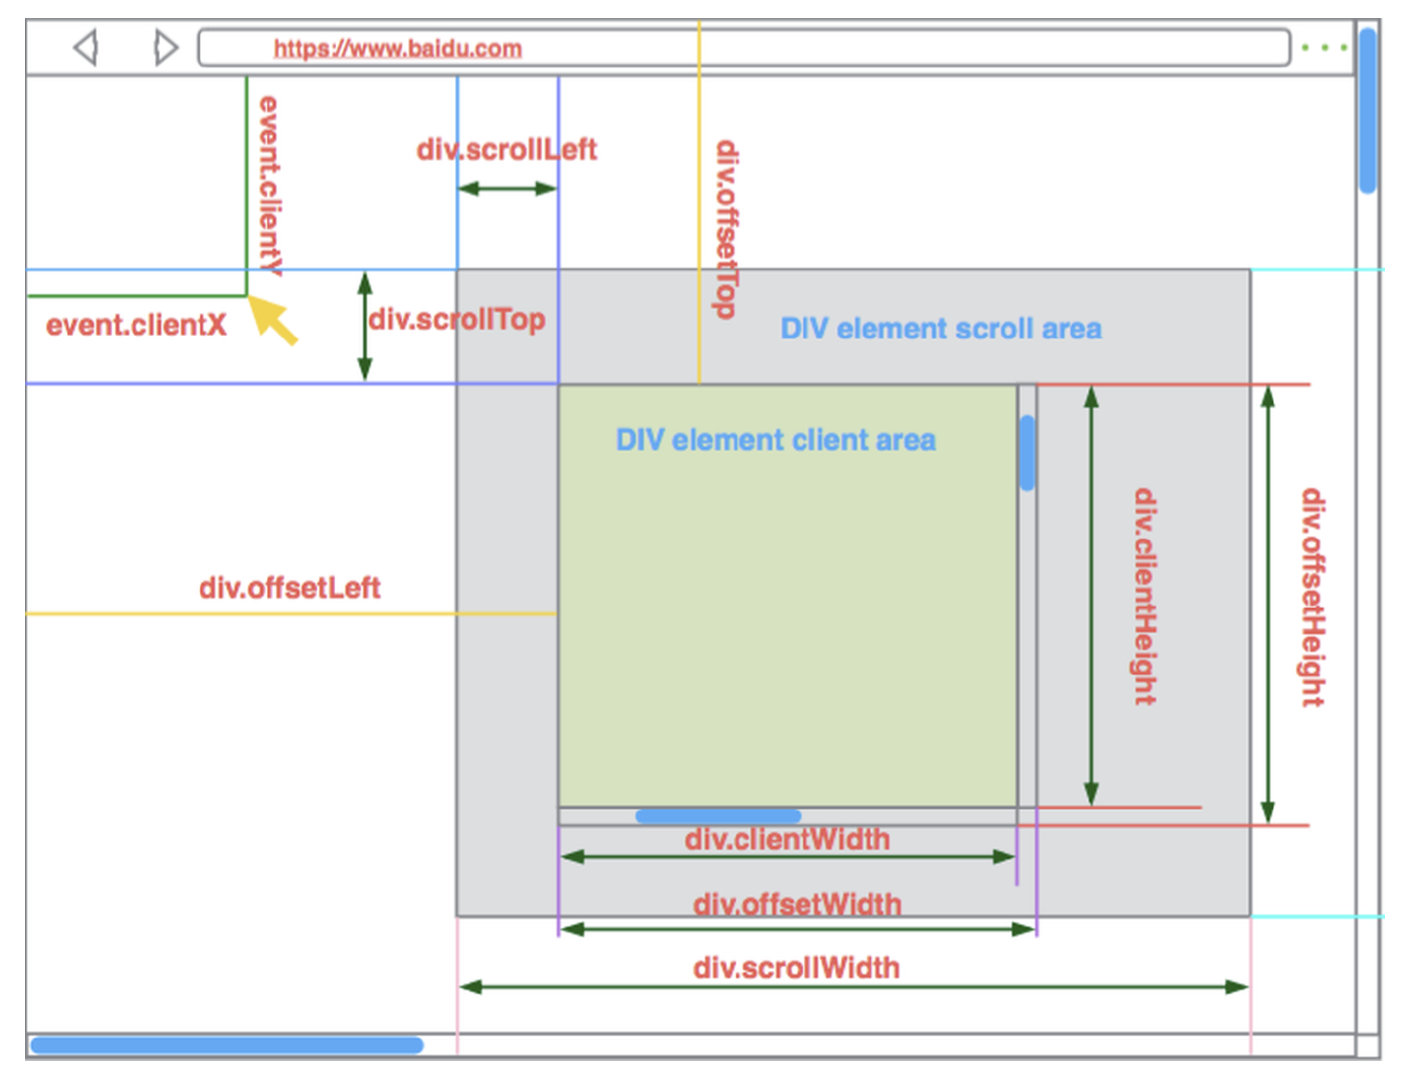 https://www.baidu.com
event.clientY
div.scrollLeft
div.offsetTop
event.clientX
div.scrollTop
DIV element scroll area
DIV element client area
div.clientHeight
div.offsetHeight
div.offsetLeft
div.clientWidth
div.offsetWidth
div.scrollWidth